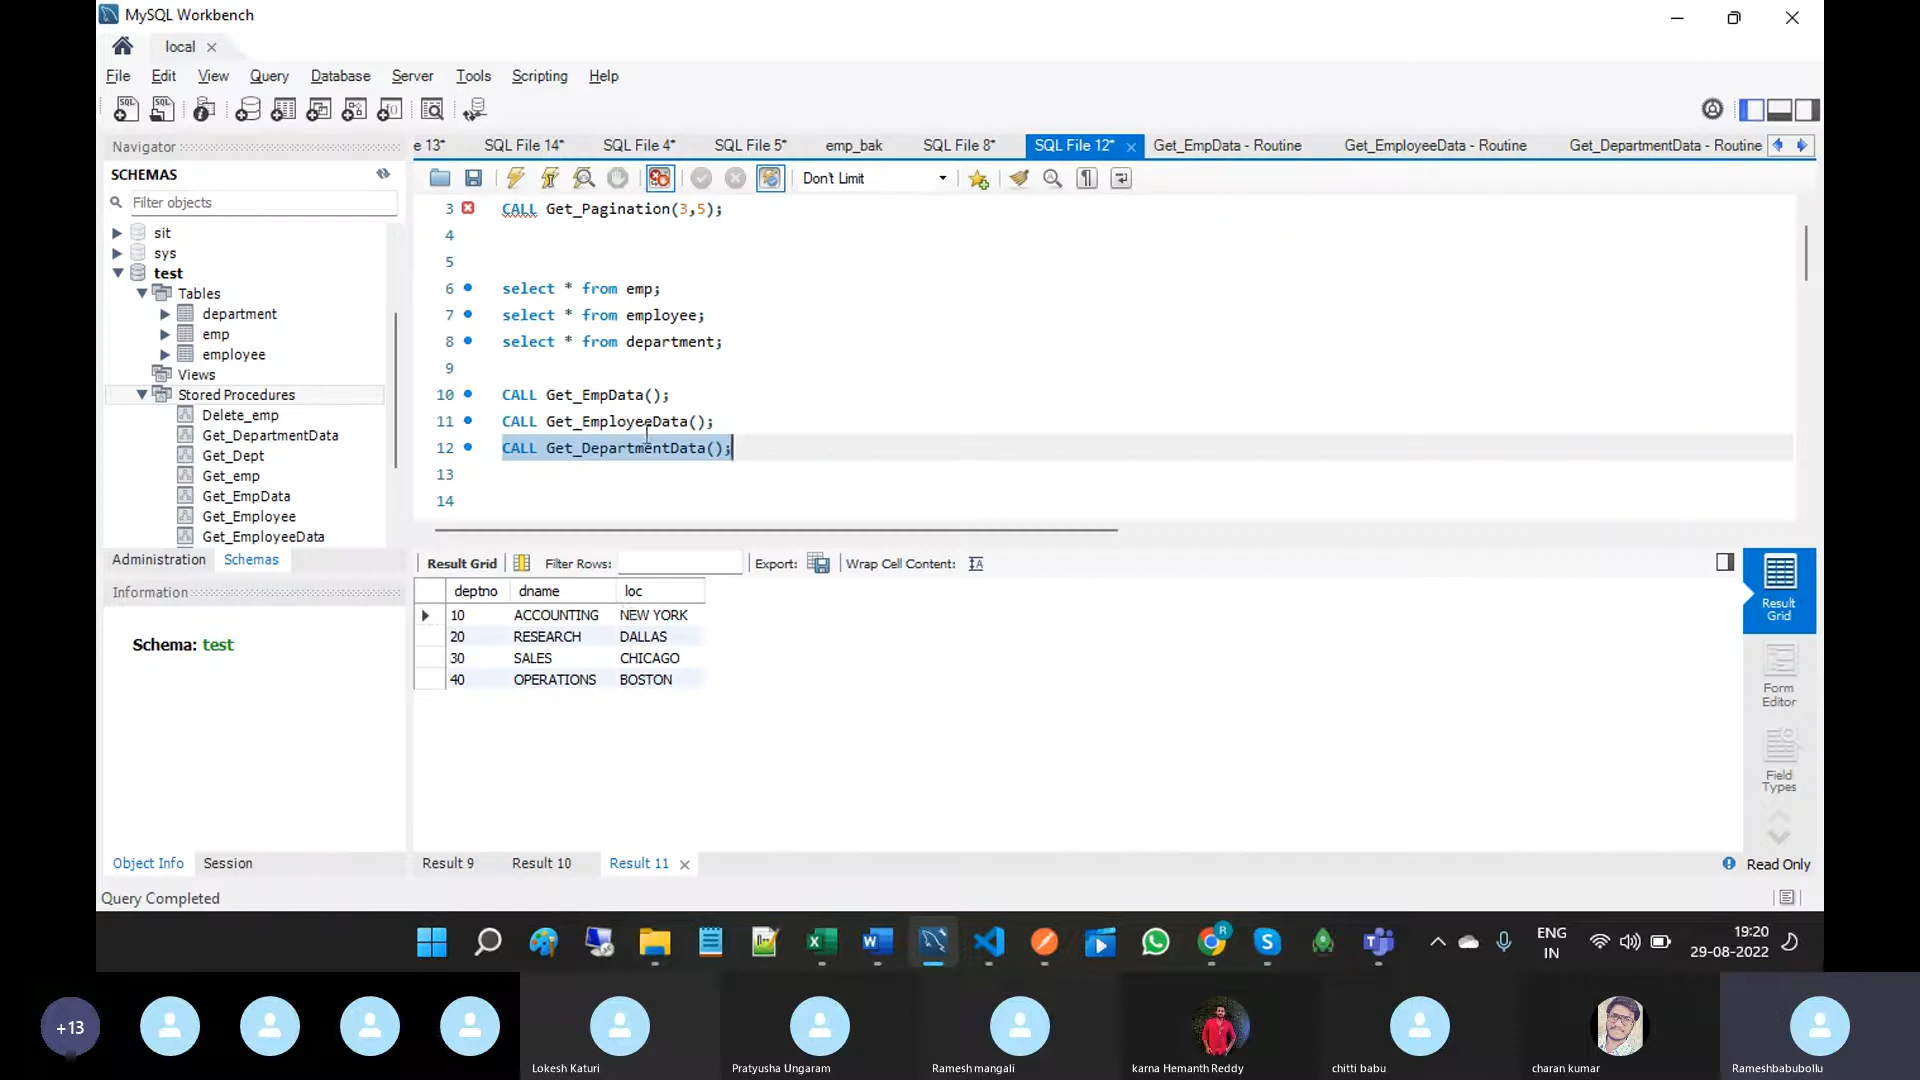 MySQL Workbench
local
File Edit View Query Database Server Tools Scripting Help
Navigator
e 13* SQL File 14* SQL File 4* SQL File 5* emp_bak SQL File 8* SQL File 12* Get_EmpData - Routine Get_EmployeeData - Routine Get_DepartmentData - Routine
SCHEMAS
Don't Limit
Filter objects
sit
sys
test
Tables
department
emp
employee
Views
Stored Procedures
Delete_emp
Get_DepartmentData
Get_Dept
Get_emp
Get_EmpData
Get_Employee
Get_EmployeeData
3 CALL Get_Pagination(3,5);
4
5
6 select * from emp;
7 select * from employee;
8 select * from department;
9
10 CALL Get_EmpData();
11 CALL Get_EmployeeData();
12 CALL Get_DepartmentData();
13
14
Administration Schemas
Information
Schema: test
Result Grid Filter Rows: Export: Wrap Cell Content:
deptno dname loc
10 ACCOUNTING NEW YORK
20 RESEARCH DALLAS
30 SALES CHICAGO
40 OPERATIONS BOSTON
Result
Grid
Form
Editor
Field
Types
Object Info Session
Result 9 Result 10 Result 11
Read Only
Query Completed
ENG
IN
19:20
29-08-2022
+13
Lokesh Katuri
Pratyusha Ungaram
Ramesh mangali
karna Hemanth Reddy
chitti babu
charan kumar
Rameshbabubollu